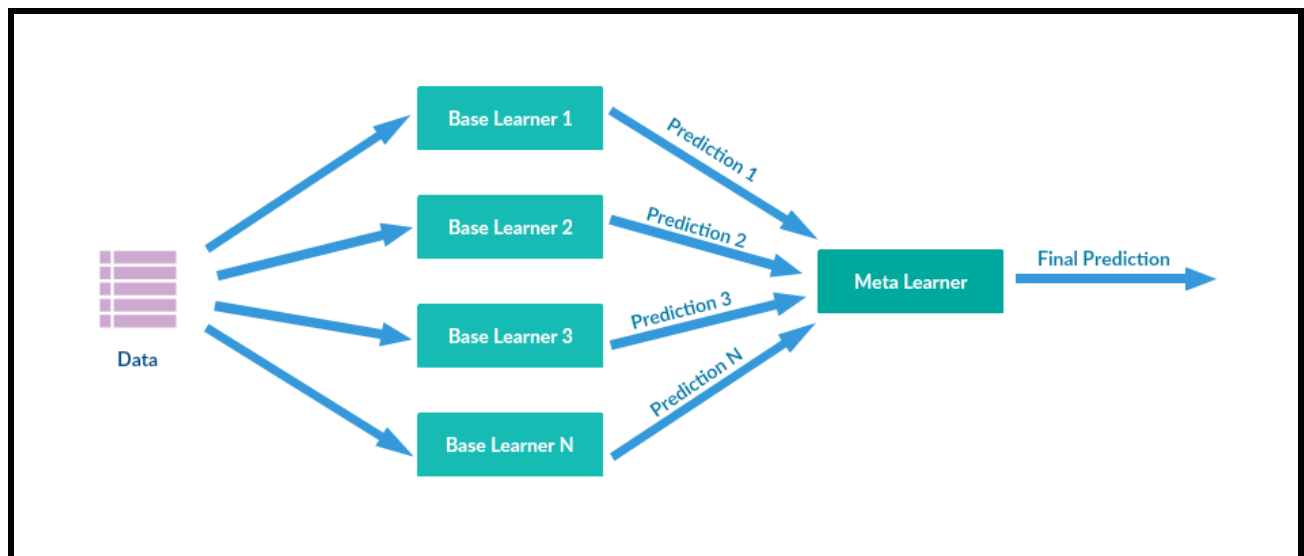 Base Learner 1
Prediction 1
Base Learner 2
Prediction 2
Final Prediction
Meta Learner
Prediction 3
Base Learner 3
Data
Prediction N
Base Learner N